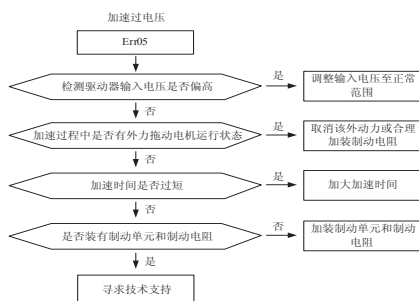 加速过电压
Err05
检测驱动器输入电压是否偏高
是
调整输入电压至正常
范围
否
加速过程中是否有外力拖动电机运行状态
是
取消该外动力或合理
加装制动电阻
否
加速时间是否过短
是
加大加速时间
否
是否装有制动单元和制动电阻
否
加装制动单元和制动
电阻
是
寻求技术支持